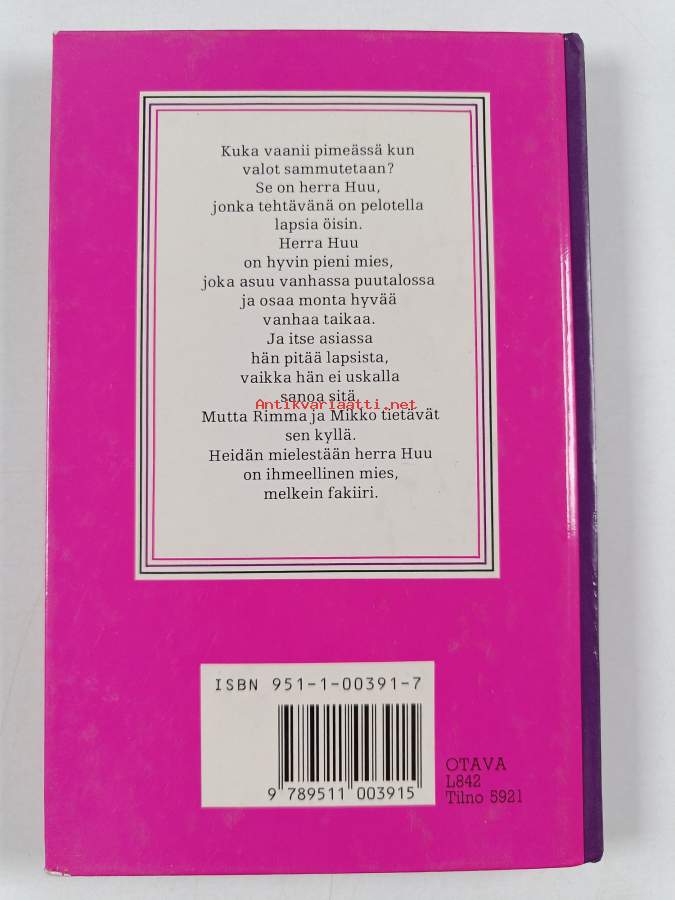 Kuka vaanii pimeässä kun
valot sammutetaan?
Se on herra Huu,
jonka tehtävänä on pelotella
lapsia öisin.
Herra Huu
on hyvin pieni mies,
joka asuu vanhassa puutalossa
ja osaa monta hyvää
vanhaa taikaa.
Ja itse asiassa
hän pitää lapsista,
vaikka hän ei uskalla
sanoa sitä.
Antikvariaatti.net
Mutta Rimma ja Mikko tietävät
sen kyllä.
Heidän mielestään herra Huu
on ihmeellinen mies,
melkein fakiiri.
ISBN 951-1-00391-7
9 789511 003915
OTAVA
L842
Tilno 5921